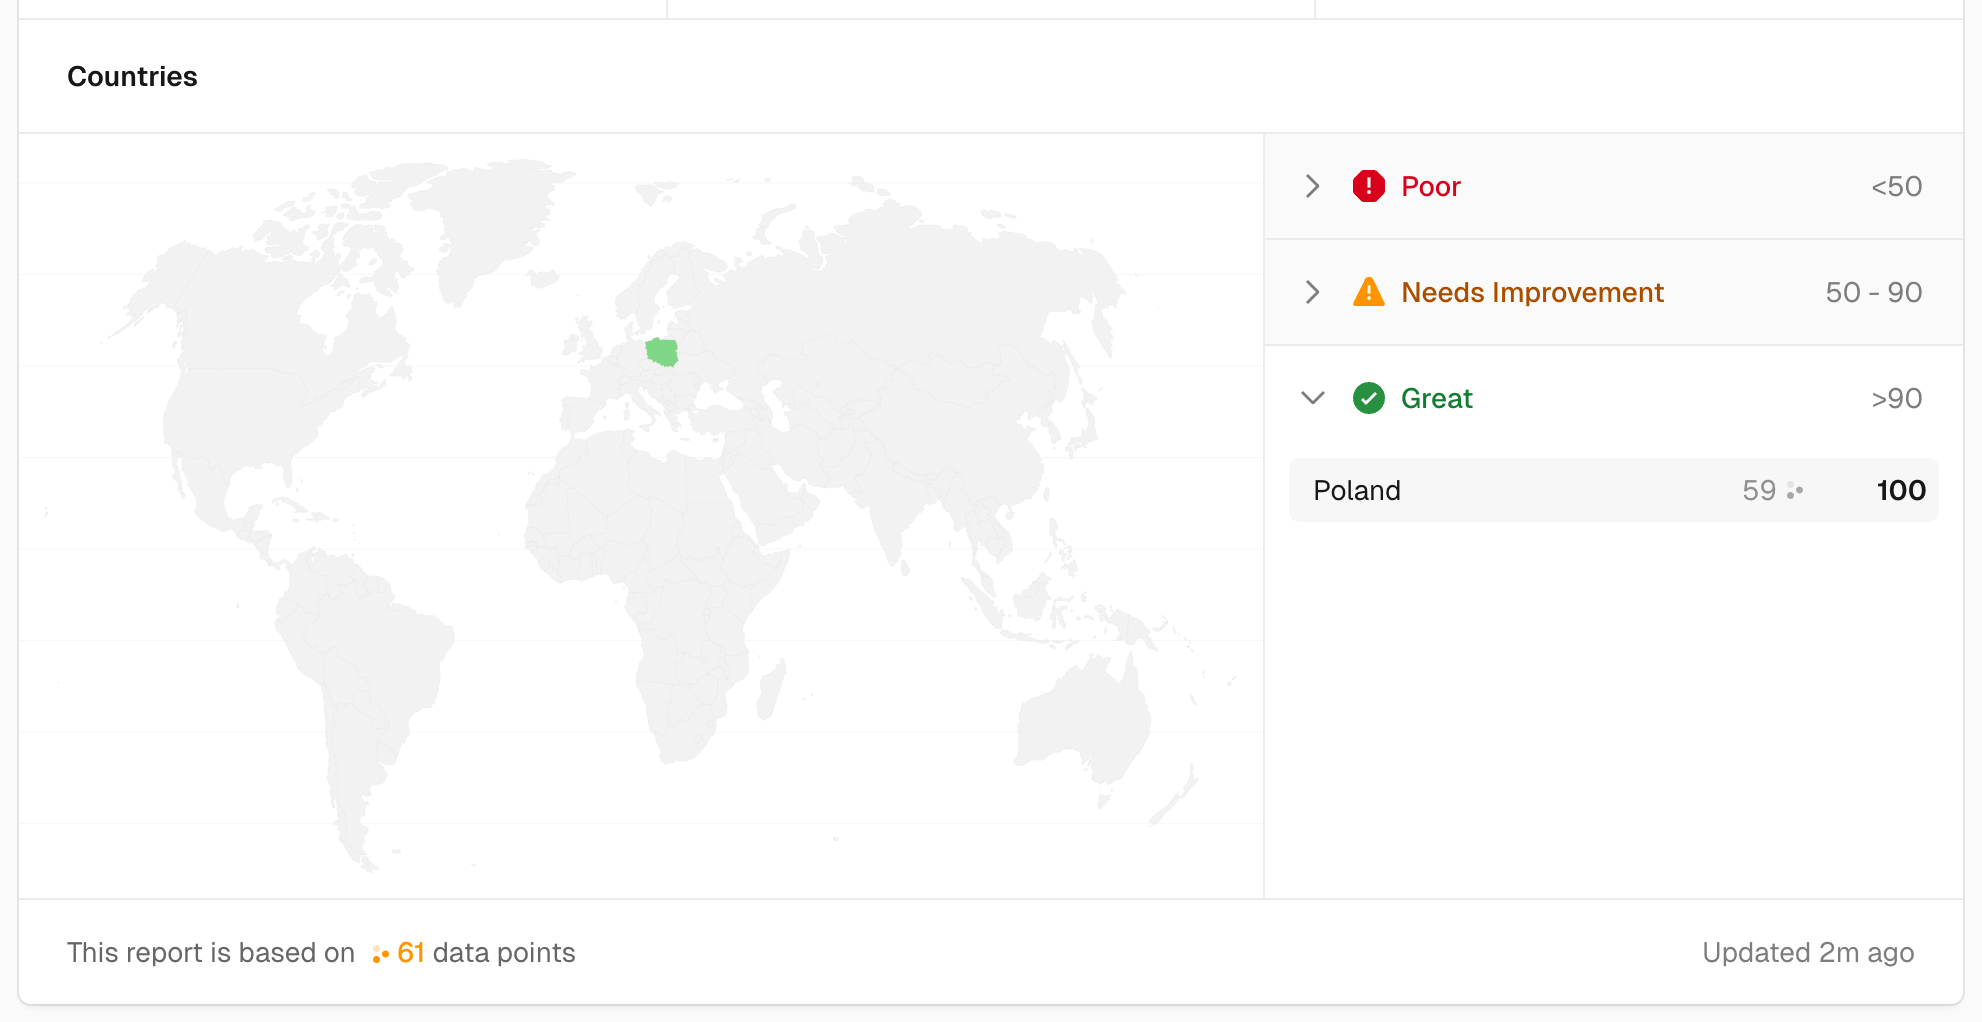 Countries
Poor <50
Needs Improvement 50 - 90
Great >90
Poland 59 100
This report is based on 61 data points
Updated 2m ago